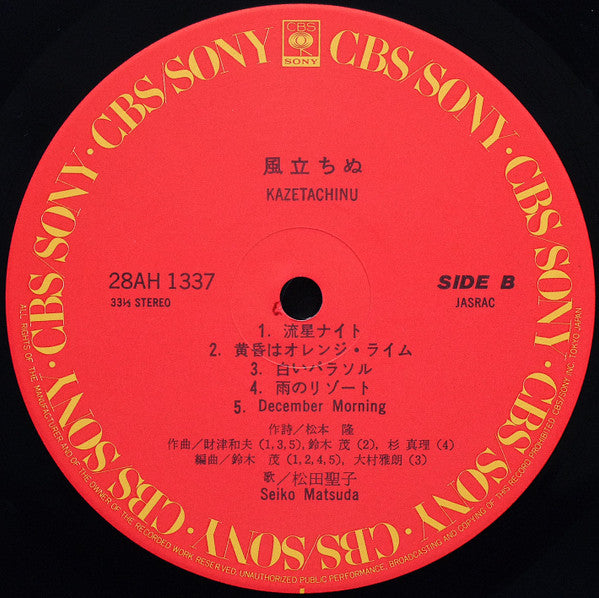 CBS
SONY
CBS/SONY・CBS/SONY・CBS/SONY・CBS/SONY・CBS/SONY・CBS/SONY・CBS/SONY
風立ちぬ
KAZETACHINU
28AH 1337
33⅓ STEREO
SIDE B
JASRAC
1. 流星ナイト
2. 黄昏はオレンジ・ライム
3. 白いパラソル
4. 雨のリゾート
5. December Morning
作詩／松本 隆
作曲／財津和夫(1,3,5),鈴木 茂(2), 杉 真理(4)
編曲／鈴木 茂(1,2,4,5), 大村雅朗(3)
歌／松田聖子
Seiko Matsuda
ALL RIGHTS OF THE MANUFACTURER AND OF THE OWNER OF THE RECORDED WORK RESERVED. UNAUTHORIZED PUBLIC PERFORMANCE, BROADCASTING AND COPYING OF THIS RECORD PROHIBITED CBS/SONY INC. TOKYO JAPAN